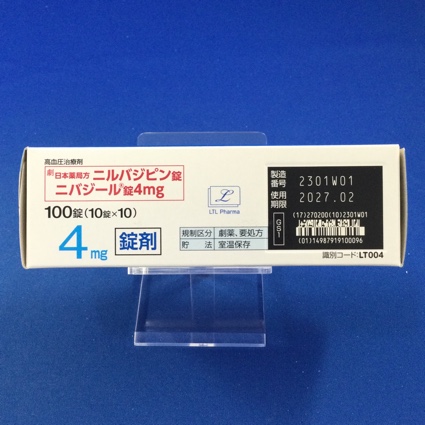 高血圧治療剤
劇 日本薬局方 ニルバジピン錠
ニバジール®錠4mg
100錠(10錠×10)
4mg 錠剤
L
LTL Pharma
規制区分 劇薬、要処方
貯法 室温保存
製造番号 2301W01
使用期限 2027.02
(17)270200(10)2301W01
GS1
(01)14987919100096
識別コード:LT004